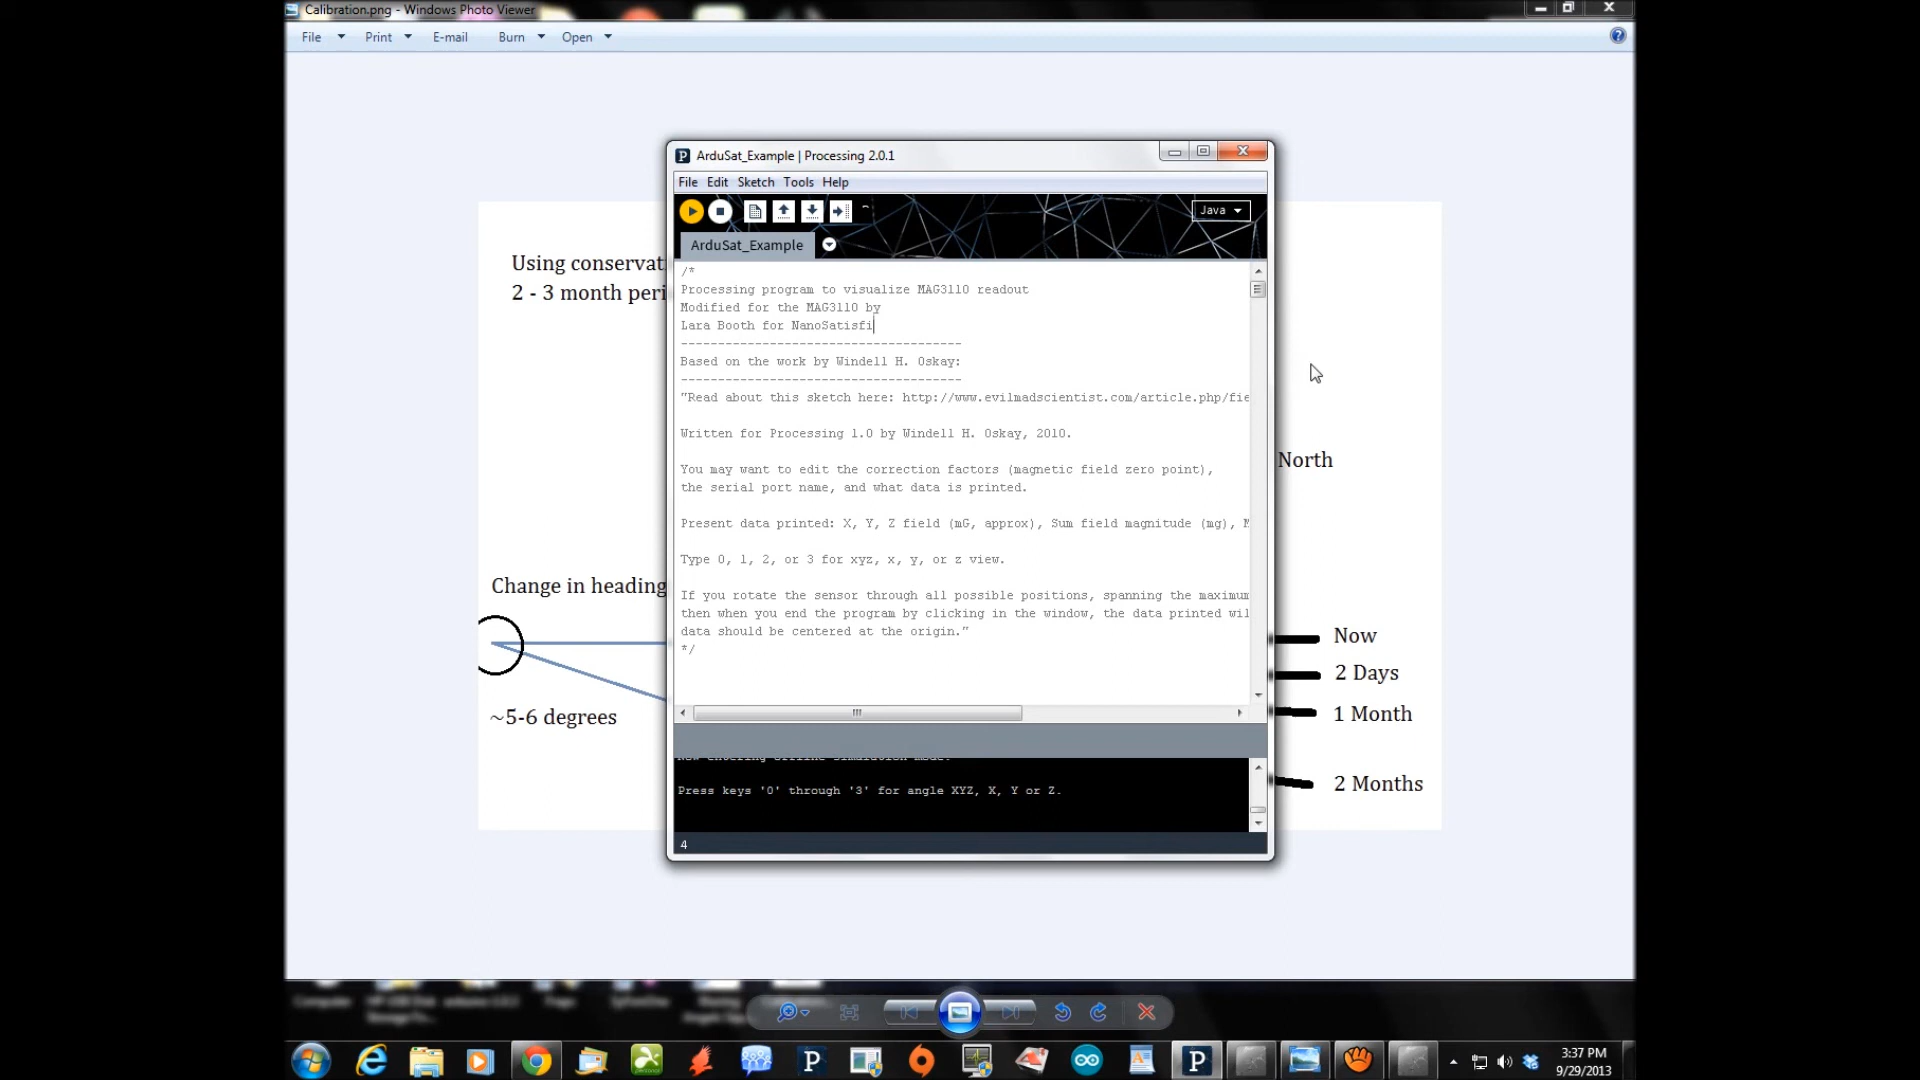 Calibration.png - Windows Photo Viewer
File Print E-mail Burn Open
Using conservat
2 - 3 month peri
North
Change in heading
~5-6 degrees
Now
2 Days
1 Month
2 Months
ArduSat_Example | Processing 2.0.1
File Edit Sketch Tools Help
Java
ArduSat_Example
/*
Processing program to visualize MAG3110 readout
Modified for the MAG3110 by
Lara Booth for NanoSatisfi
--------------------------------------
Based on the work by Windell H. Oskay:
--------------------------------------
"Read about this sketch here: http://www.evilmadscientist.com/article.php/fie
Written for Processing 1.0 by Windell H. Oskay, 2010.
You may want to edit the correction factors (magnetic field zero point),
the serial port name, and what data is printed.
Present data printed: X, Y, Z field (mG, approx), Sum field magnitude (mg), M
Type 0, 1, 2, or 3 for xyz, x, y, or z view.
If you rotate the sensor through all possible positions, spanning the maximum
then when you end the program by clicking in the window, the data printed wil
data should be centered at the origin."
*/
Now entering offline simulation mode.
Press keys '0' through '3' for angle XYZ, X, Y or Z.
4
Computer
3:37 PM
9/29/2013